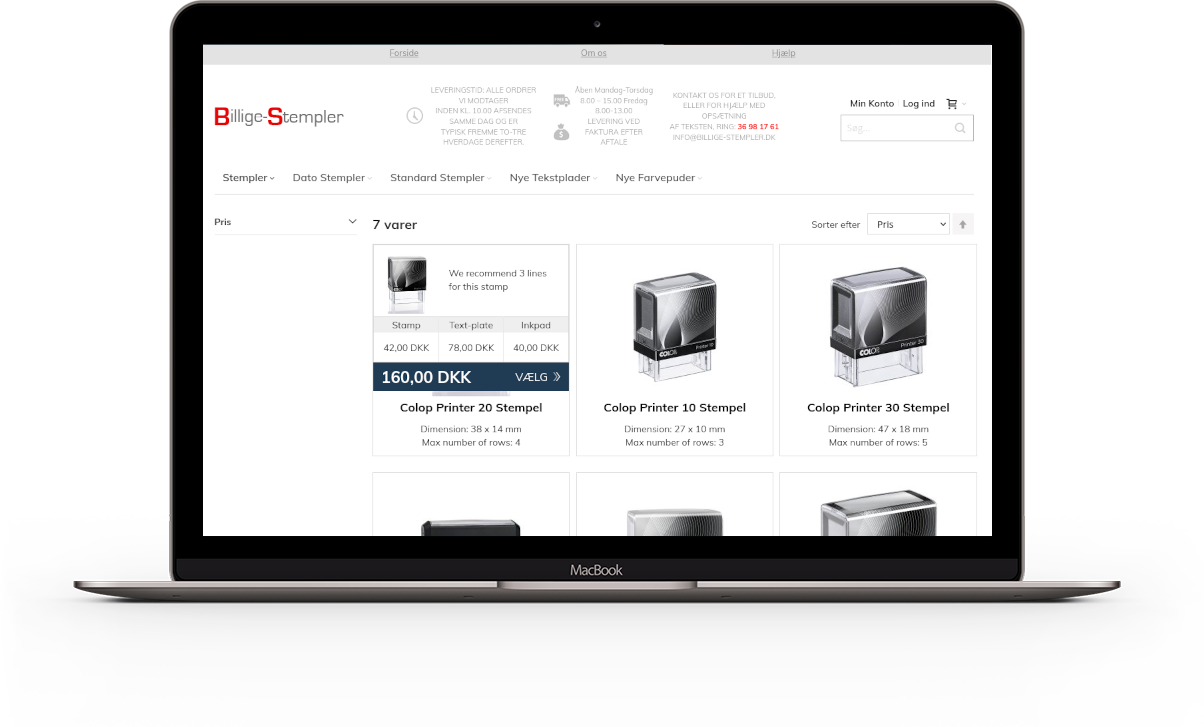 Forside
Om os
Hjælp
Billige-Stempler
LEVERINGSTID: ALLE ORDRER
VI MODTAGER
INDEN KL. 10.00 AFSENDES
SAMME DAG OG ER
TYPISK FREMME TO-TRE
HVERDAGE DEREFTER.
Åben Mandag-Torsdag
8.00 - 15.00 Fredag
8.00-13.00
LEVERING VED
FAKTURA EFTER
AFTALE
KONTAKT OS FOR ET TILBUD,
ELLER FOR HJÆLP MED
OPSÆTNING
AF TEKSTEN, RING: 36 98 17 61
INFO@BILLIGE-STEMPLER.DK
Min Konto
Log ind
Søg...
Stempler
Dato Stempler
Standard Stempler
Nye Tekstplader
Nye Farvepuder
Pris
7 varer
Sorter efter
Pris
We recommend 3 lines
for this stamp
Stamp
Text-plate
Inkpad
42,00 DKK
78,00 DKK
40,00 DKK
160,00 DKK
VÆLG
Colop Printer 20 Stempel
Dimension: 38 x 14 mm
Max number of rows: 4
COLOP
Printer 10
Colop Printer 10 Stempel
Dimension: 27 x 10 mm
Max number of rows: 3
COLOP
Printer 30
Colop Printer 30 Stempel
Dimension: 47 x 18 mm
Max number of rows: 5
MacBook